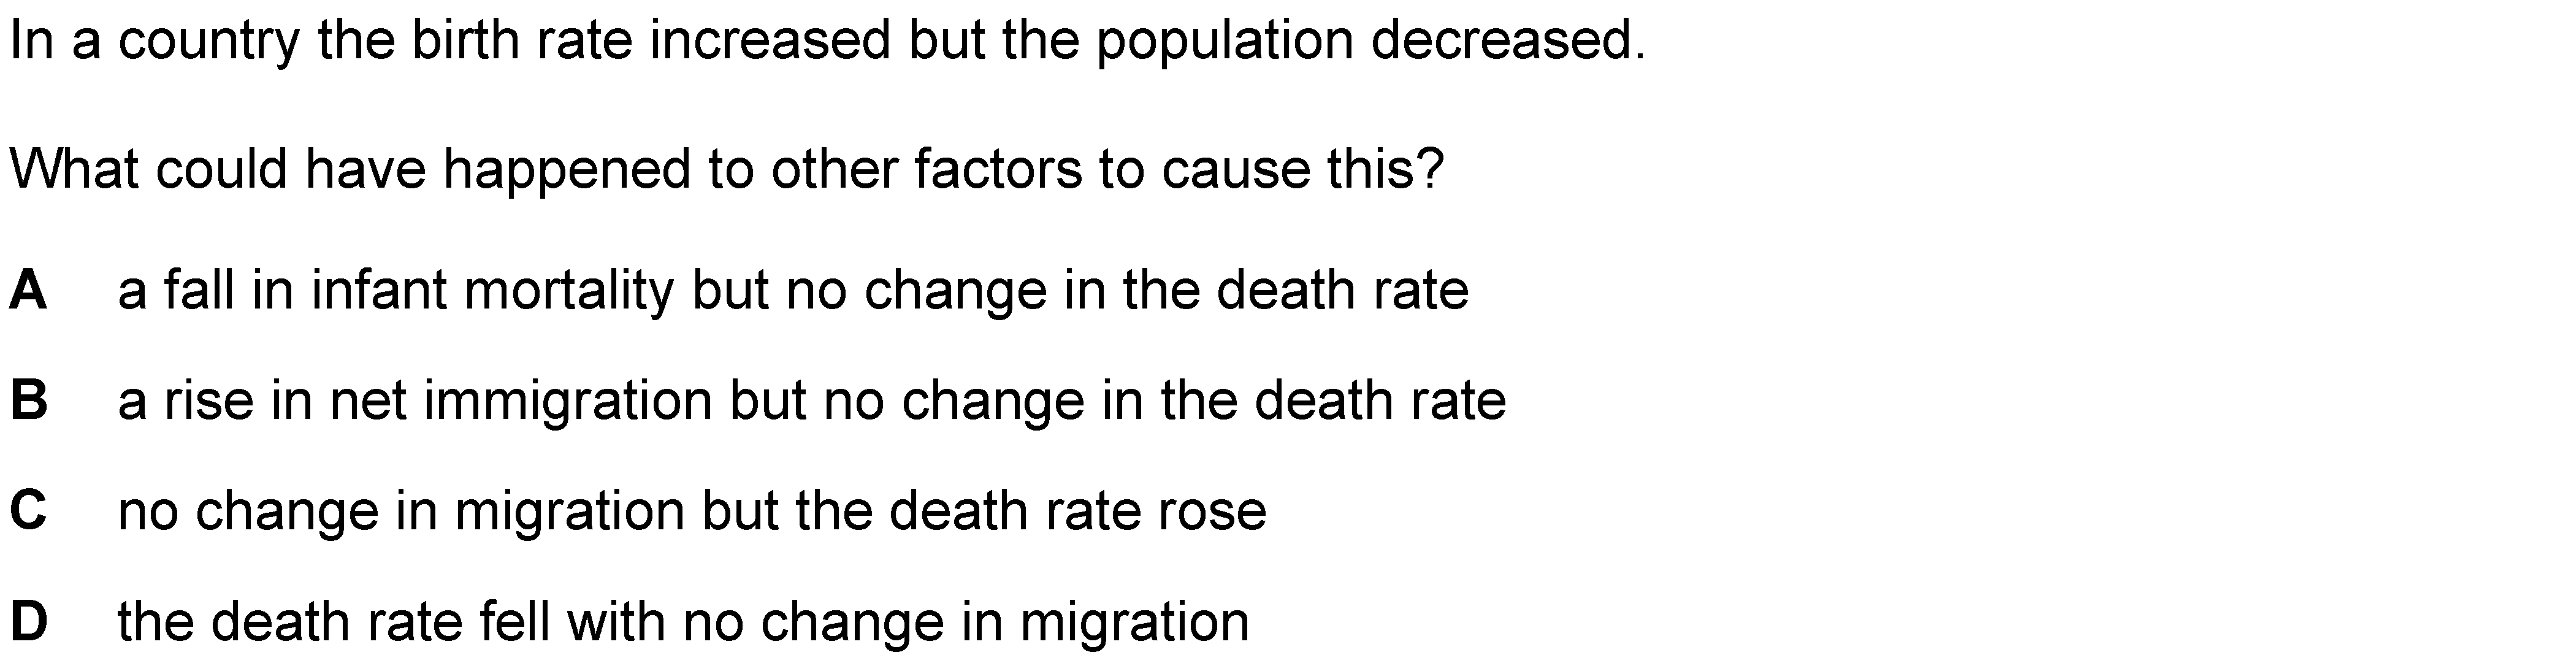 In a country the birth rate increased but the population decreased.
What could have happened to other factors to cause this?
A a fall in infant mortality but no change in the death rate
B a rise in net immigration but no change in the death rate
C no change in migration but the death rate rose
D the death rate fell with no change in migration